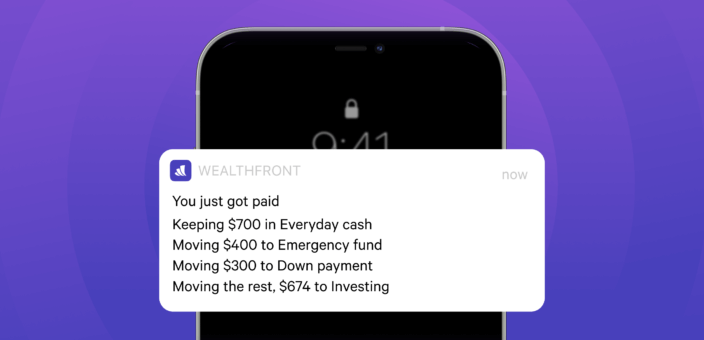 9:41
WEALTHFRONT
now
You just got paid
Keeping $700 in Everyday cash
Moving $400 to Emergency fund
Moving $300 to Down payment
Moving the rest, $674 to Investing